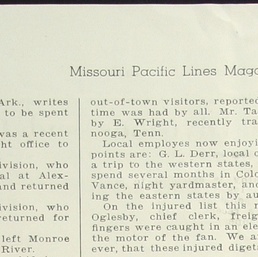 Missouri Pacific Lines Maga
Ark., writes
to be spent
was a recent
ht office to
vision, who
al at Alex-
and returned
vision, who
returned for
left Monroe
River.
out-of-town visitors, reported
time was had by all. Mr. Ta
by E. Wright, recently tra
nooga, Tenn.
Local employes now enjoyi
points are: G. L. Derr, local c
a trip to the western states,
spend several months in Colo
Vance, night yardmaster, and
ing the eastern states by au
On the injured list this m
Oglesby, chief clerk, freig
fingers were caught in an ele
the motor of the fan. We a
ever, that these injured digit